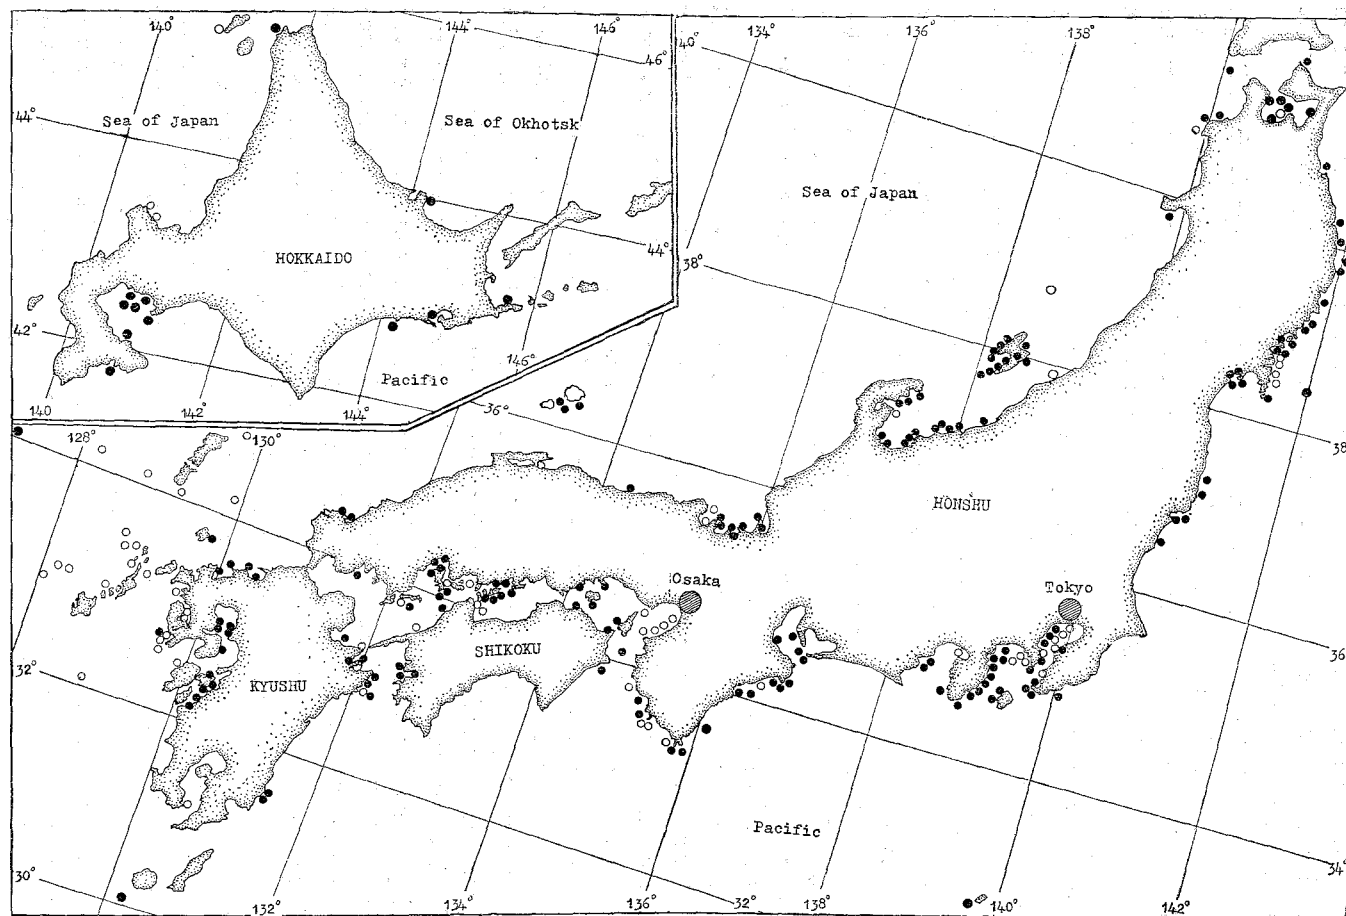 140°
144°
146°
46°
44°
Sea of Japan
Sea of Okhotsk
HOKKAIDO
44°
42°
146°
Pacific
140
142°
144°
40°
134°
136°
138°
Sea of Japan
38°
36°
128°
130°
38°
HONSHU
Osaka
Tokyo
SHIKOKU
KYUSHU
32°
36°
Pacific
34°
30°
132°
134°
136°
32°
138°
140°
142°